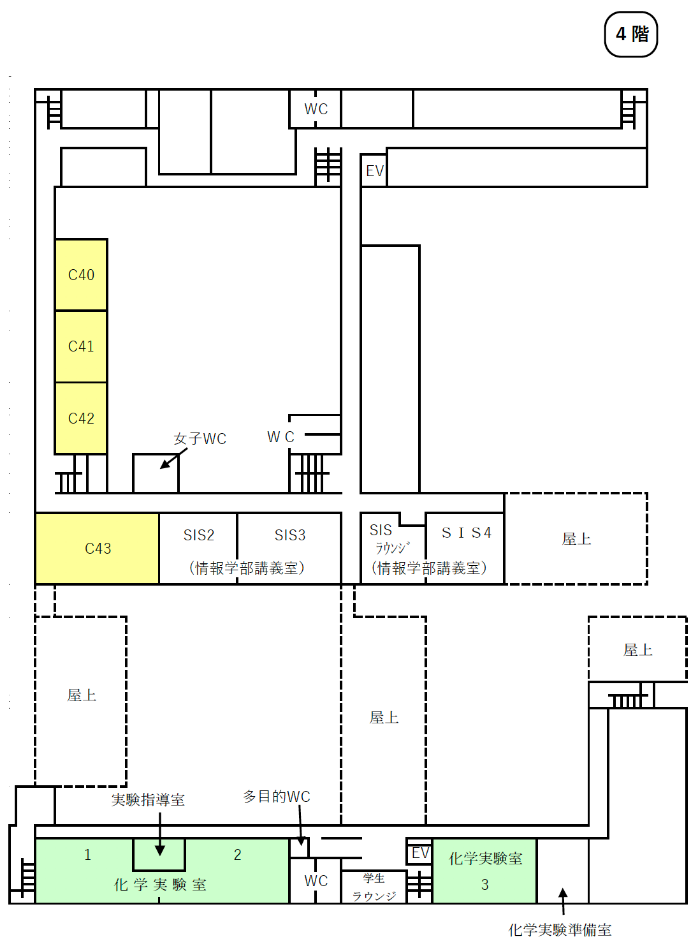 4 階
WC
EV
C40
C41
C42
女子WC
ＷＣ
C43
SIS2
SIS3
（情報学部講義室）
SIS
ﾗｳﾝｼﾞ
ＳＩＳ4
（情報学部講義室）
屋上
屋上
屋上
屋上
実験指導室
多目的WC
1
2
化学実験室
WC
学生
ラウンジ
EV
化学実験室
3
化学実験準備室